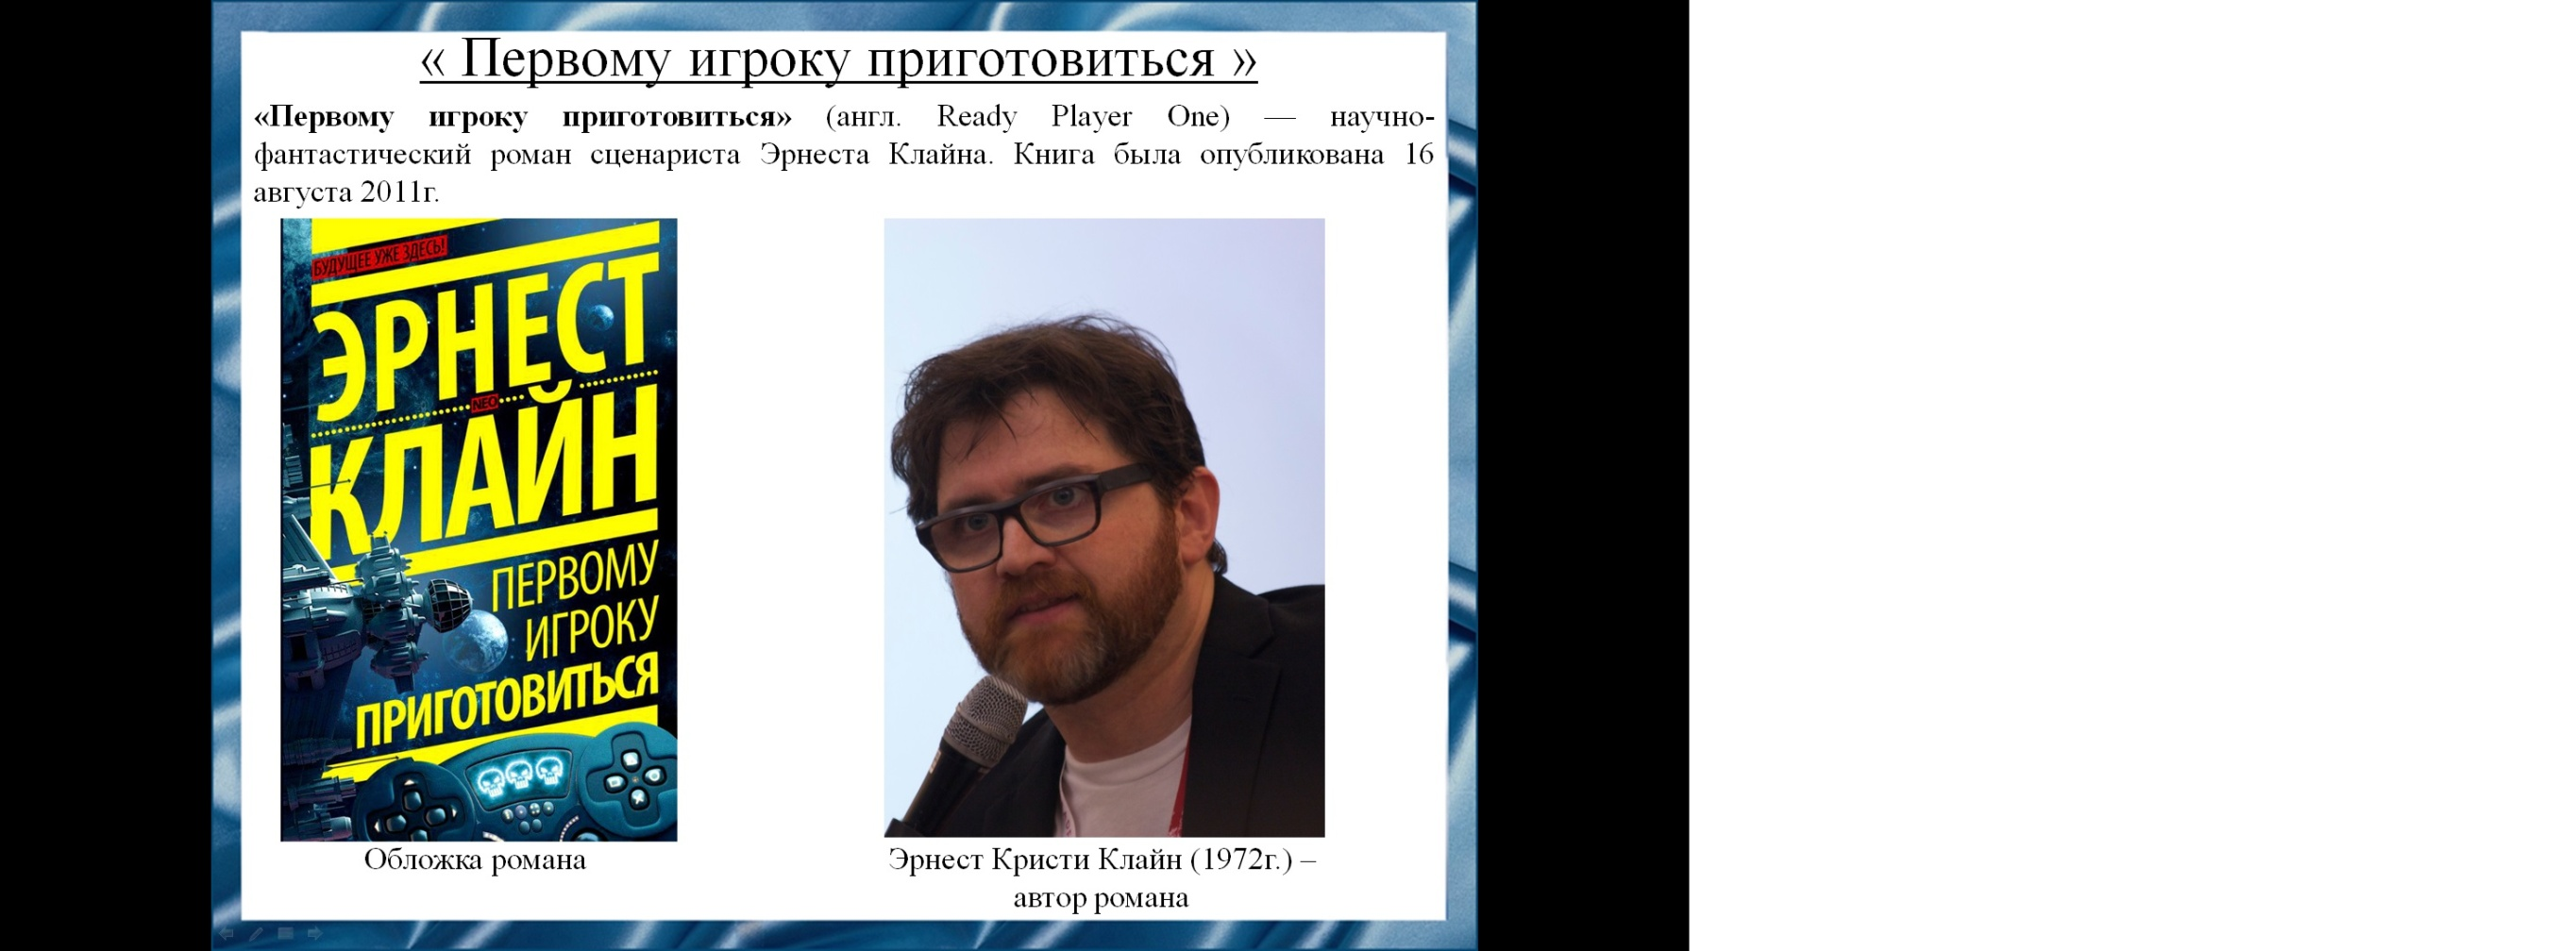 « Первому игроку приготовиться »
«Первому игроку приготовиться» (англ. Ready Player One) — научно-
фантастический роман сценариста Эрнеста Клайна. Книга была опубликована 16
августа 2011г.
БУДУЩЕЕ УЖЕ ЗДЕСЬ!
ЭРНЕСТ
NEO
КЛАЙН
ПЕРВОМУ
ИГРОКУ
ПРИГОТОВИТЬСЯ
Обложка романа
Эрнест Кристи Клайн (1972г.) –
автор романа